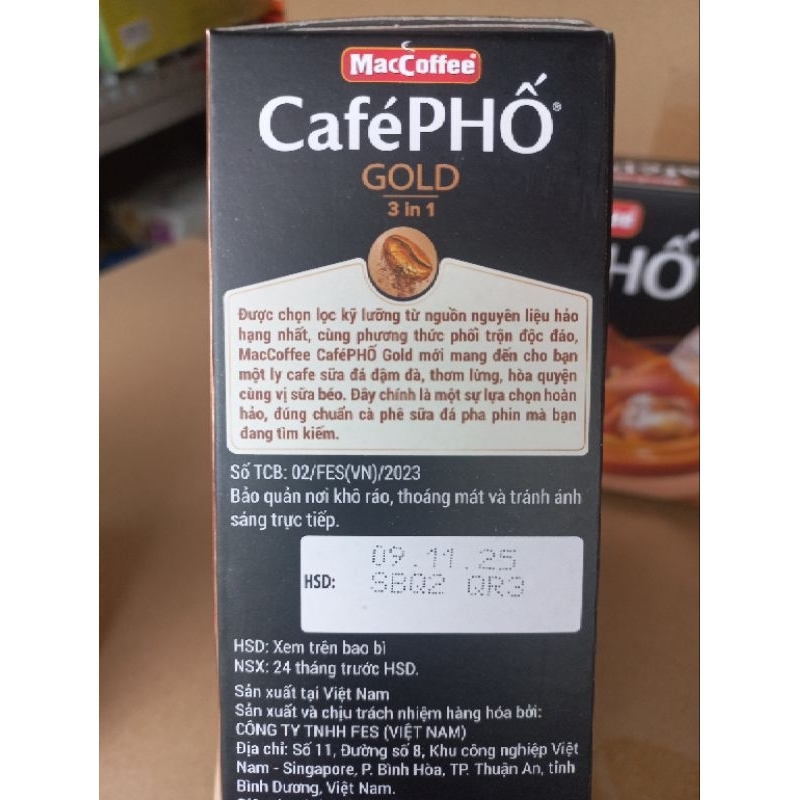 MacCoffee
CaféPHỐ®
GOLD
3 in 1
Được chọn lọc kỹ lưỡng từ nguồn nguyên liệu hảo
hạng nhất, cùng phương thức phối trộn độc đáo,
MacCoffee CaféPHỐ Gold mới mang đến cho bạn
một ly cafe sữa đá đậm đà, thơm lừng, hòa quyện
cùng vị sữa béo. Đây chính là một sự lựa chọn hoàn
hảo, đúng chuẩn cà phê sữa đá pha phin mà bạn
đang tìm kiếm.
Số TCB: 02/FES(VN)/2023
Bảo quản nơi khô ráo, thoáng mát và tránh ánh
sáng trực tiếp.
09.11.25
HSD: SBQ2 QR3
HSD: Xem trên bao bì
NSX: 24 tháng trước HSD.
Sản xuất tại Việt Nam
Sản xuất và chịu trách nhiệm hàng hóa bởi:
CÔNG TY TNHH FES (VIỆT NAM)
Địa chỉ: Số 11, Đường số 8, Khu công nghiệp Việt
Nam - Singapore, P. Bình Hòa, TP. Thuận An, tỉnh
Bình Dương, Việt Nam.
HỐ